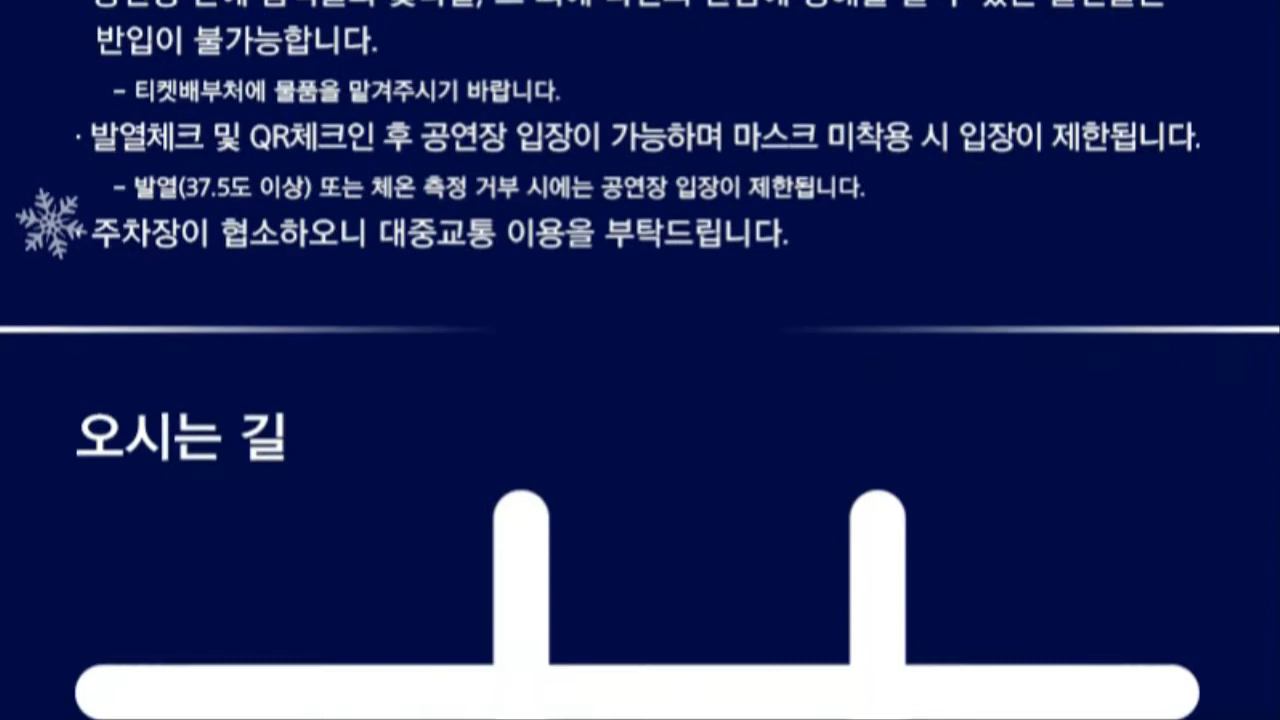 반입이 불가능합니다.
– 티켓배부처에 물품을 맡겨주시기 바랍니다.
· 발열체크 및 QR체크인 후 공연장 입장이 가능하며 마스크 미착용 시 입장이 제한됩니다.
– 발열(37.5도 이상) 또는 체온 측정 거부 시에는 공연장 입장이 제한됩니다.
주차장이 협소하오니 대중교통 이용을 부탁드립니다.
오시는 길